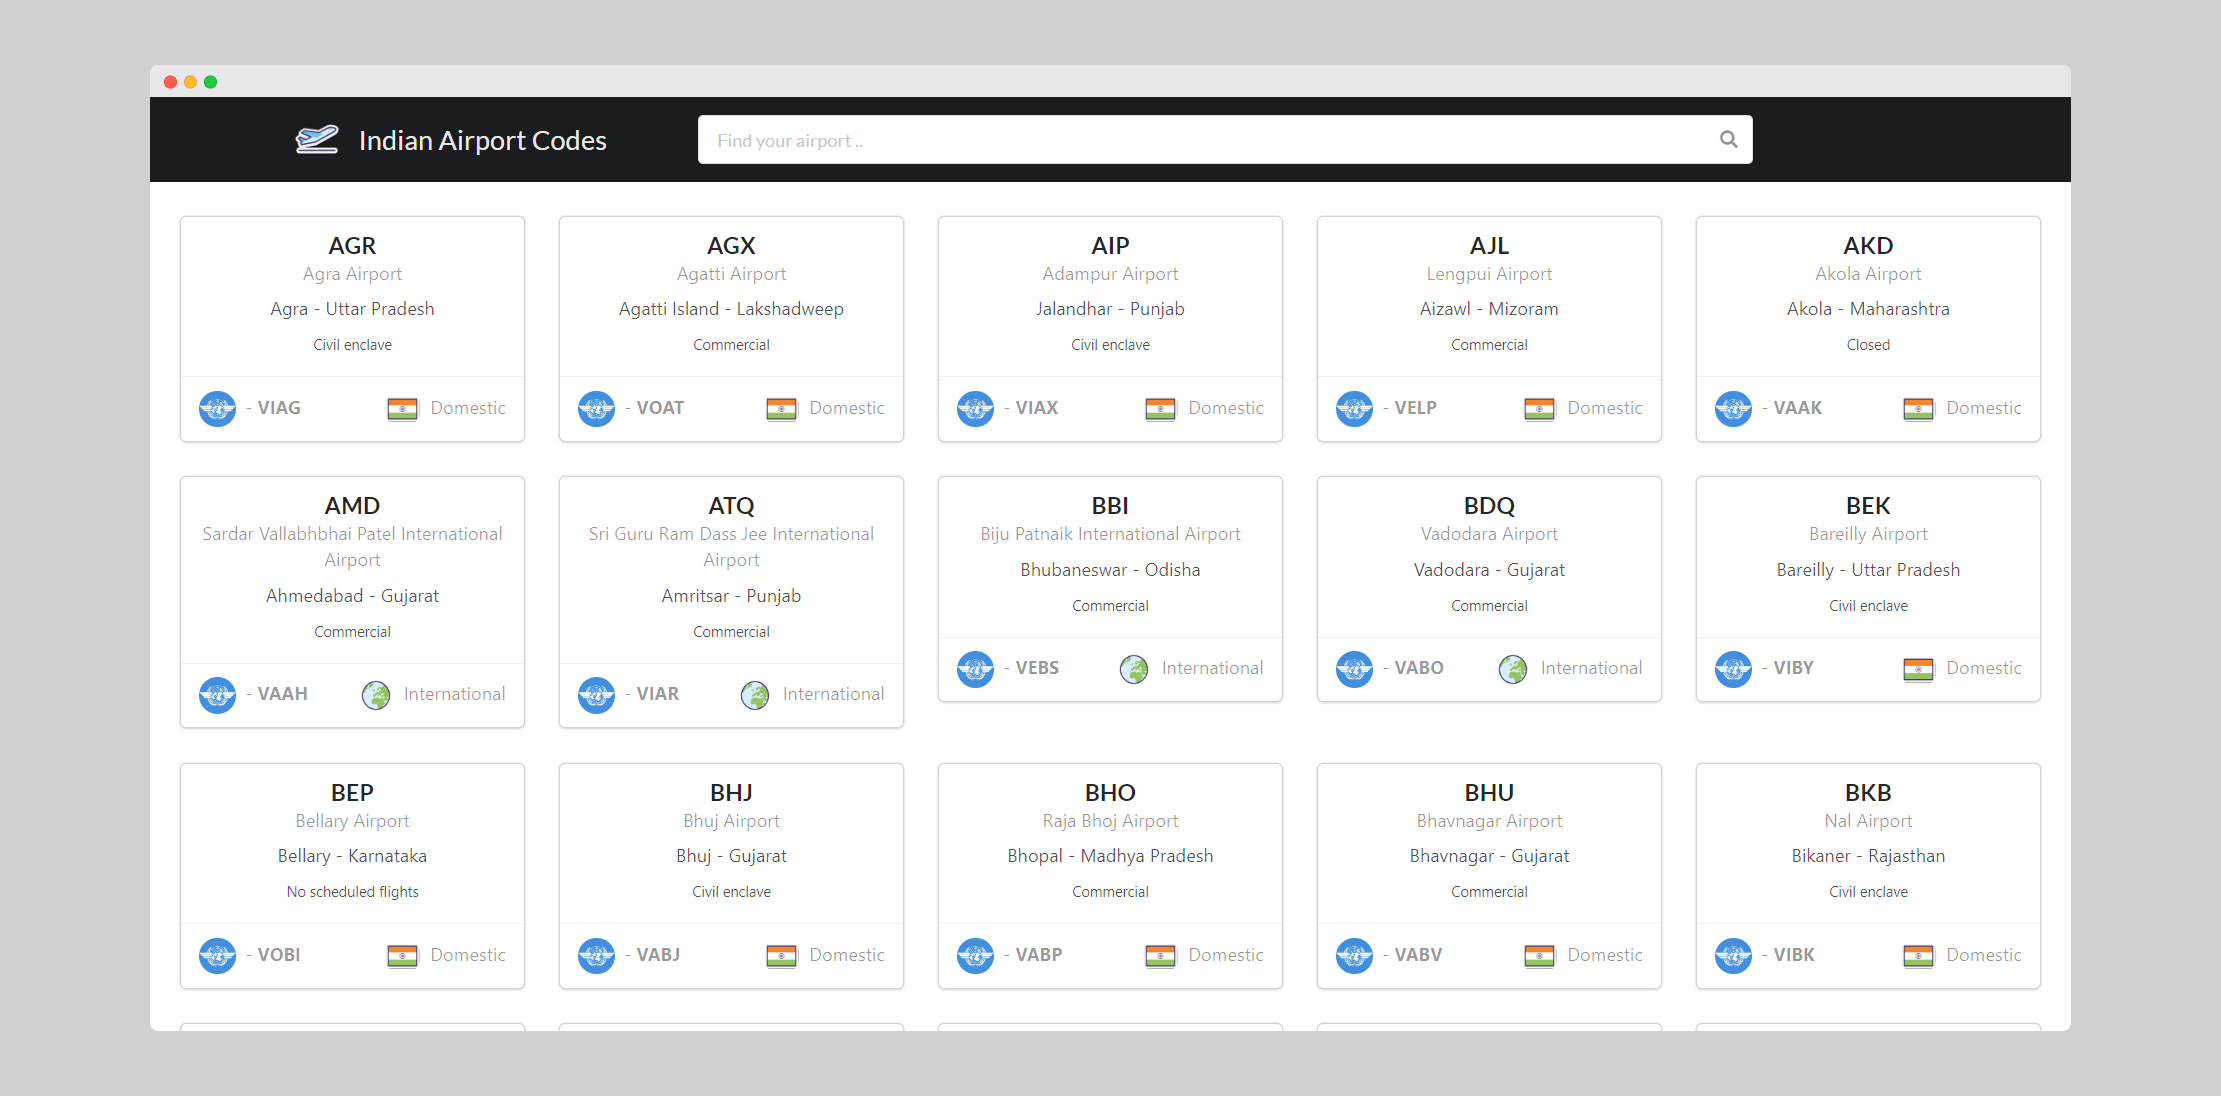 Indian Airport Codes
Find your airport ..
AGR
Agra Airport
Agra - Uttar Pradesh
Civil enclave
- VIAG
Domestic
AGX
Agatti Airport
Agatti Island - Lakshadweep
Commercial
- VOAT
Domestic
AIP
Adampur Airport
Jalandhar - Punjab
Civil enclave
- VIAX
Domestic
AJL
Lengpui Airport
Aizawl - Mizoram
Commercial
- VELP
Domestic
AKD
Akola Airport
Akola - Maharashtra
Closed
- VAAK
Domestic
AMD
Sardar Vallabhbhai Patel International
Airport
Ahmedabad - Gujarat
Commercial
- VAAH
International
ATQ
Sri Guru Ram Dass Jee International
Airport
Amritsar - Punjab
Commercial
- VIAR
International
BBI
Biju Patnaik International Airport
Bhubaneswar - Odisha
Commercial
- VEBS
International
BDQ
Vadodara Airport
Vadodara - Gujarat
Commercial
- VABO
International
BEK
Bareilly Airport
Bareilly - Uttar Pradesh
Civil enclave
- VIBY
Domestic
BEP
Bellary Airport
Bellary - Karnataka
No scheduled flights
- VOBI
Domestic
BHJ
Bhuj Airport
Bhuj - Gujarat
Civil enclave
- VABJ
Domestic
BHO
Raja Bhoj Airport
Bhopal - Madhya Pradesh
Commercial
- VABP
Domestic
BHU
Bhavnagar Airport
Bhavnagar - Gujarat
Commercial
- VABV
Domestic
BKB
Nal Airport
Bikaner - Rajasthan
Civil enclave
- VIBK
Domestic